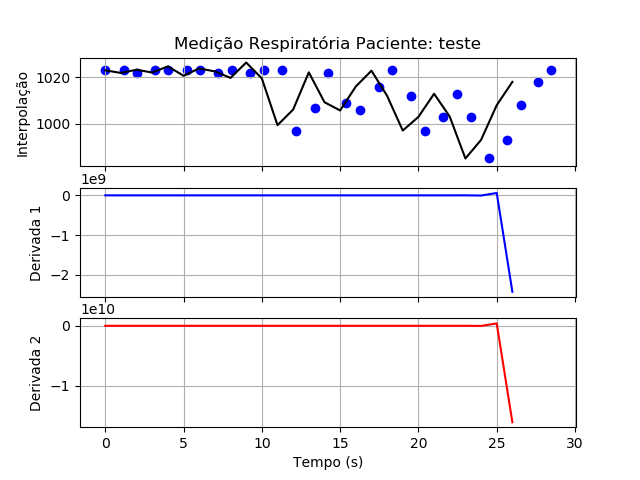 Medição Respiratória Paciente: teste
1020
1000
Interpolação
1e9
0
−1
−2
Derivada 1
1e10
0
−1
Derivada 2
0 5 10 15 20 25 30
Tempo (s)